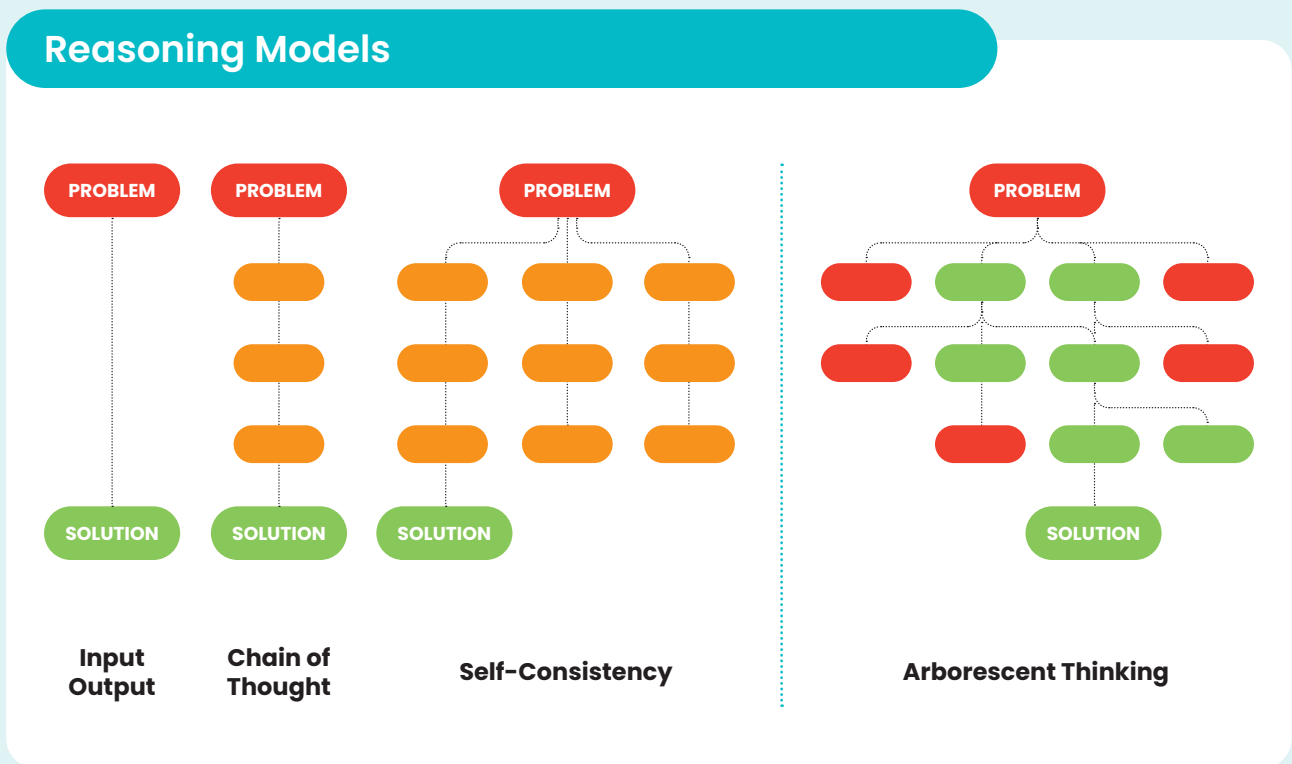 Reasoning Models
PROBLEM
PROBLEM
PROBLEM
PROBLEM
SOLUTION
SOLUTION
SOLUTION
SOLUTION
Input
Output
Chain of
Thought
Self-Consistency
Arborescent Thinking